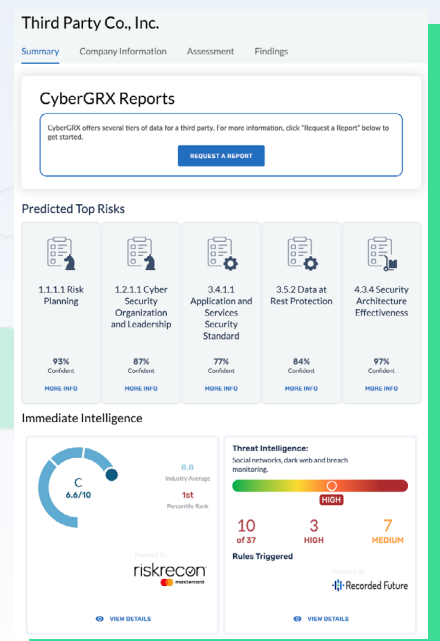 Third Party Co., Inc.
Summary Company Information Assessment Findings
CyberGRX Reports
CyberGRX offers several tiers of data for a third party. For more information, click "Request a Report" below to
get started.
REQUEST A REPORT
Predicted Top Risks
1.1.1.1 Risk
Planning
93%
Confident
MORE INFO
1.2.1.1 Cyber
Security
Organization
and Leadership
87%
Confident
MORE INFO
3.4.1.1
Application and
Services
Security
Standard
77%
Confident
MORE INFO
3.5.2 Data at
Rest Protection
84%
Confident
MORE INFO
4.3.4 Security
Architecture
Effectiveness
97%
Confident
MORE INFO
Immediate Intelligence
C
6.6/10
8.8
Industry Average
1st
Percentile Rank
Powered By:
riskrecon
mastercard
VIEW DETAILS
Threat Intelligence:
Social networks, dark web and breach
monitoring.
HIGH
10
of 37
3
HIGH
7
MEDIUM
Rules Triggered
Powered By:
Recorded Future
VIEW DETAILS